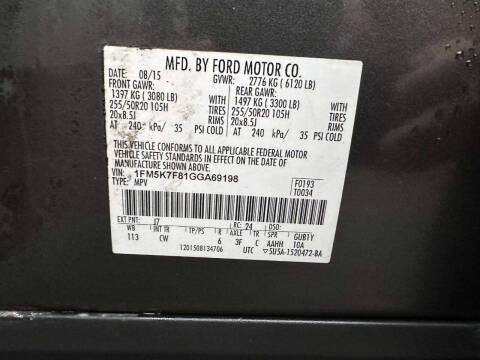 MFD. BY FORD MOTOR CO.
DATE: 08/15 GVWR: 2776 KG ( 6120 LB)
FRONT GAWR: REAR GAWR:
1397 KG ( 3080 LB) WITH 1497 KG ( 3300 LB) WITH
255/50R20 105H TIRES 255/50R20 105H TIRES
20x8.5J RIMS 20x8.5J RIMS
AT 240 kPa/ 35 PSI COLD AT 240 kPa/ 35 PSI COLD
THIS VEHICLE CONFORMS TO ALL APPLICABLE FEDERAL MOTOR
VEHICLE SAFETY STANDARDS IN EFFECT ON THE DATE OF
MANUFACTURE SHOWN ABOVE.
VIN: 1FM5K7F81GGA69198 F0193
TYPE: MPV T0034
EXT PNT: J7 RC: 24 DSO:
WB INT TR TP/PS R AXLE TR SPR
113 CW 6 3F C AAHH 10A
1201508134706 UTC ▽5U5A-1520472-BA